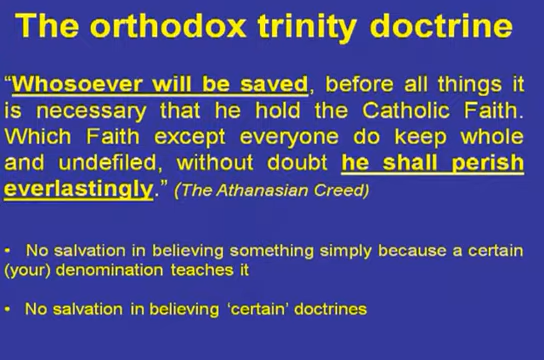 The orthodox trinity doctrine
“Whosoever will be saved, before all things it
is necessary that he hold the Catholic Faith.
Which Faith except everyone do keep whole
and undefiled, without doubt he shall perish
everlastingly.” (The Athanasian Creed)
• No salvation in believing something simply because a certain
(your) denomination teaches it
• No salvation in believing ‘certain’ doctrines